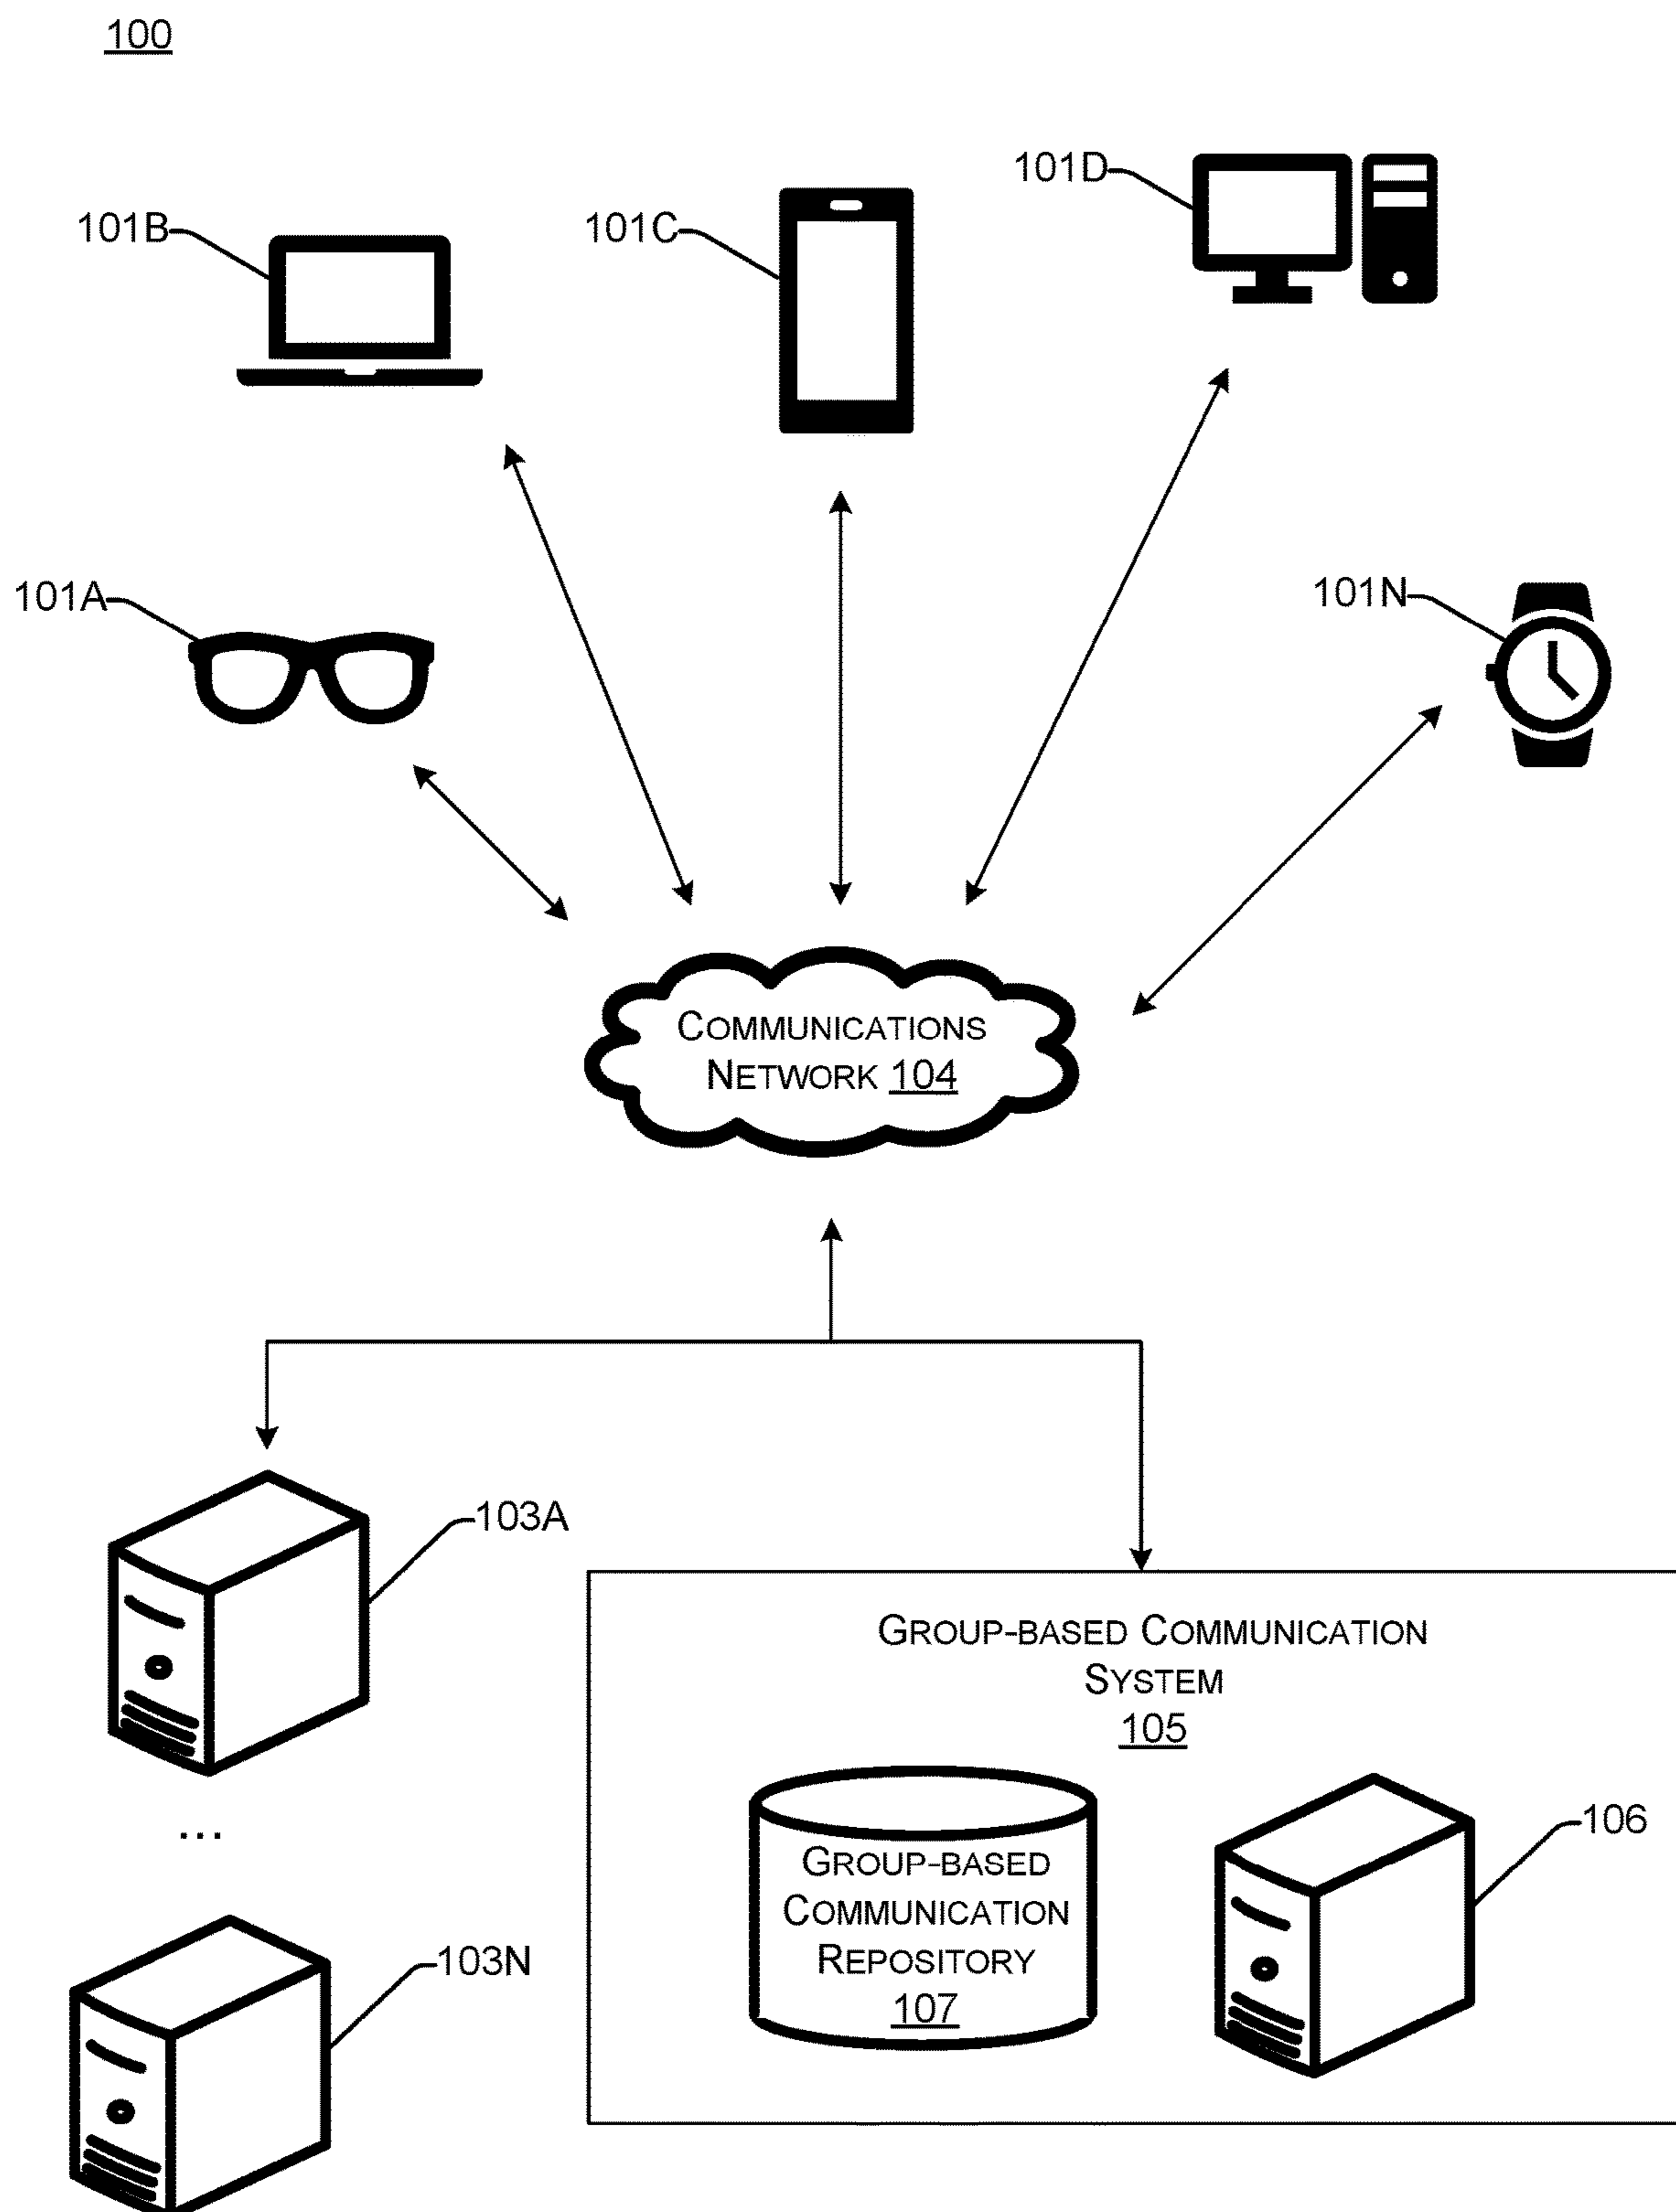 100
101D
101B
101C
101A
101N
COMMUNICATIONS
NETWORK 104
103A
GROUP-BASED COMMUNICATION
SYSTEM
105
106
GROUP-BASED
COMMUNICATION
REPOSITORY
107
...
103N